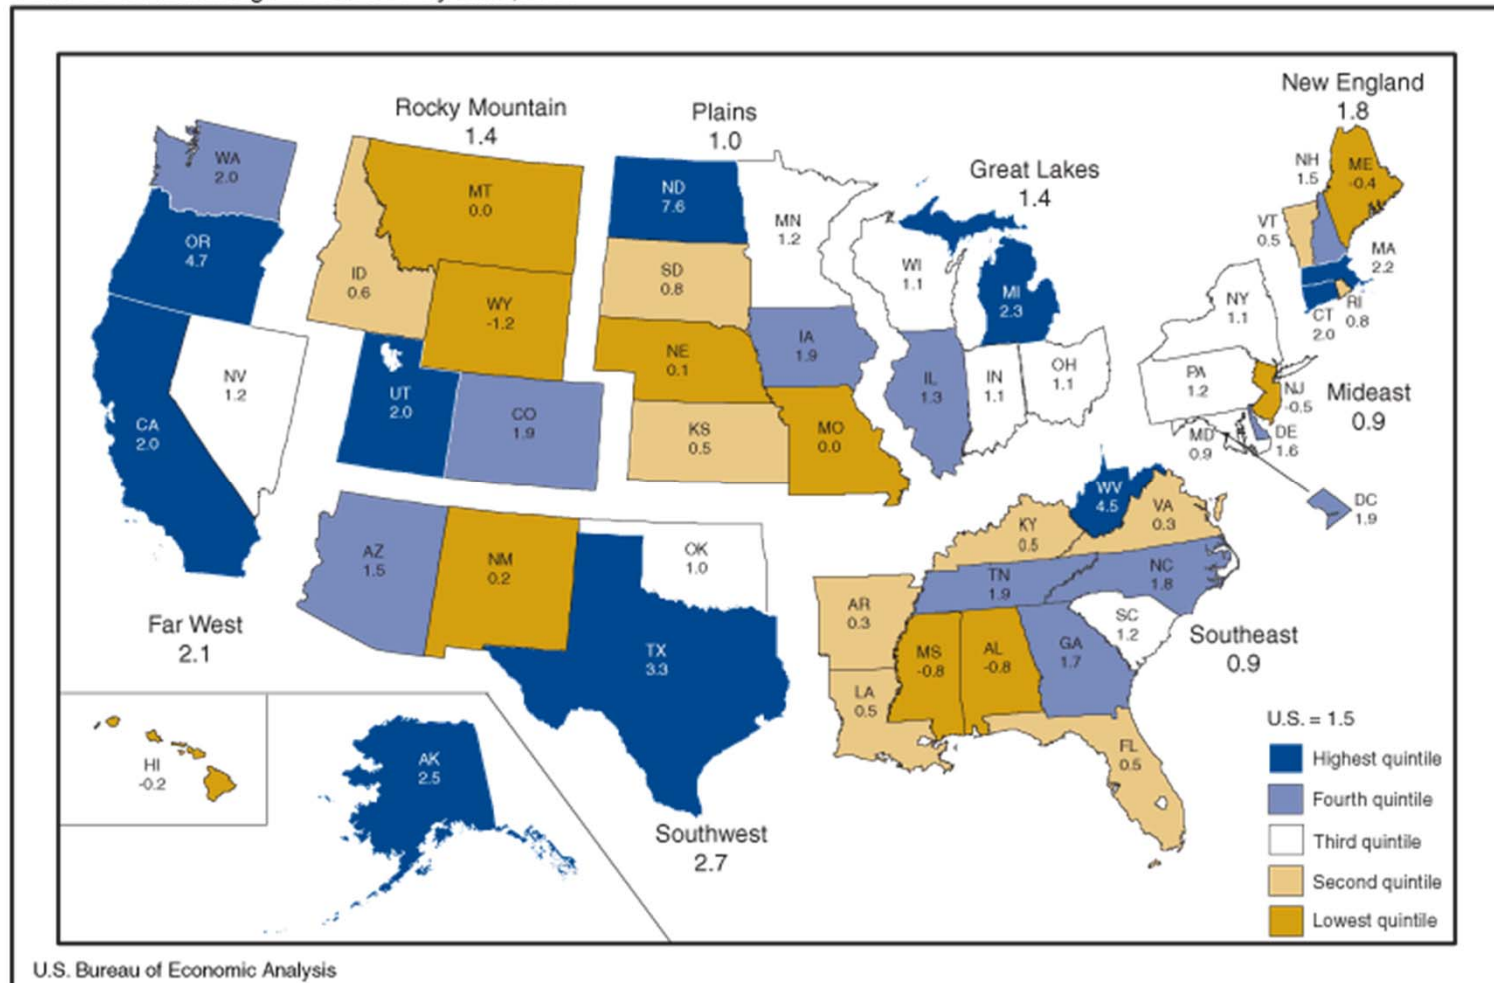 New England
1.8
Rocky Mountain
1.4
Plains
1.0
Great Lakes
1.4
WA
2.0
OR
4.7
CA
2.0
NV
1.2
ID
0.6
MT
0.0
WY
-1.2
UT
2.0
CO
1.9
ND
7.6
SD
0.8
NE
0.1
KS
0.5
MN
1.2
IA
1.9
MO
0.0
WI
1.1
MI
2.3
IL
1.3
IN
1.1
OH
1.1
NH
1.5
ME
-0.4
VT
0.5
MA
2.2
RI
0.8
CT
2.0
NY
1.1
PA
1.2
NJ
-0.5
Mideast
0.9
MD
0.9
DE
1.6
DC
1.9
AZ
1.5
NM
0.2
OK
1.0
TX
3.3
WV
4.5
VA
0.3
KY
0.5
TN
1.9
NC
1.8
SC
1.2
AR
0.3
LA
0.5
MS
-0.8
AL
-0.8
GA
1.7
FL
0.5
Far West
2.1
Southeast
0.9
HI
-0.2
AK
2.5
Southwest
2.7
U.S. = 1.5
Highest quintile
Fourth quintile
Third quintile
Second quintile
Lowest quintile
U.S. Bureau of Economic Analysis